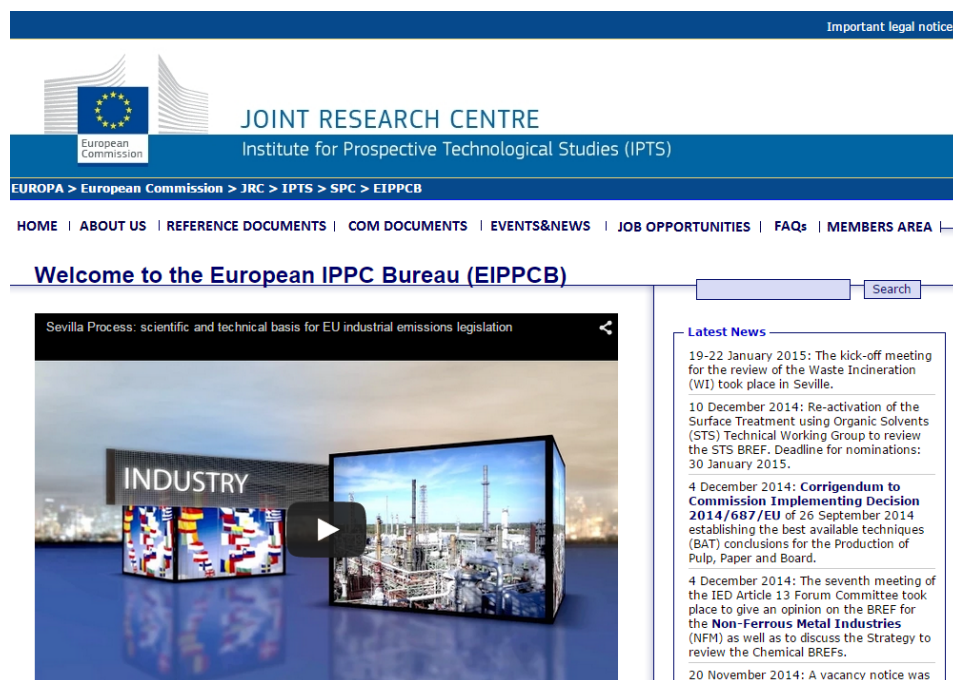 Important legal notice
European
Commission
JOINT RESEARCH CENTRE
Institute for Prospective Technological Studies (IPTS)
EUROPA > European Commission > JRC > IPTS > SPC > EIPPCB
HOME | ABOUT US | REFERENCE DOCUMENTS | COM DOCUMENTS | EVENTS&NEWS | JOB OPPORTUNITIES | FAQs | MEMBERS AREA |
Welcome to the European IPPC Bureau (EIPPCB)
Search
Sevilla Process: scientific and technical basis for EU industrial emissions legislation
INDUSTRY
Latest News
19-22 January 2015: The kick-off meeting
for the review of the Waste Incineration
(WI) took place in Seville.
10 December 2014: Re-activation of the
Surface Treatment using Organic Solvents
(STS) Technical Working Group to review
the STS BREF. Deadline for nominations:
30 January 2015.
4 December 2014: Corrigendum to
Commission Implementing Decision
2014/687/EU of 26 September 2014
establishing the best available techniques
(BAT) conclusions for the Production of
Pulp, Paper and Board.
4 December 2014: The seventh meeting of
the IED Article 13 Forum Committee took
place to give an opinion on the BREF for
the Non-Ferrous Metal Industries
(NFM) as well as to discuss the Strategy to
review the Chemical BREFs.
20 November 2014: A vacancy notice was